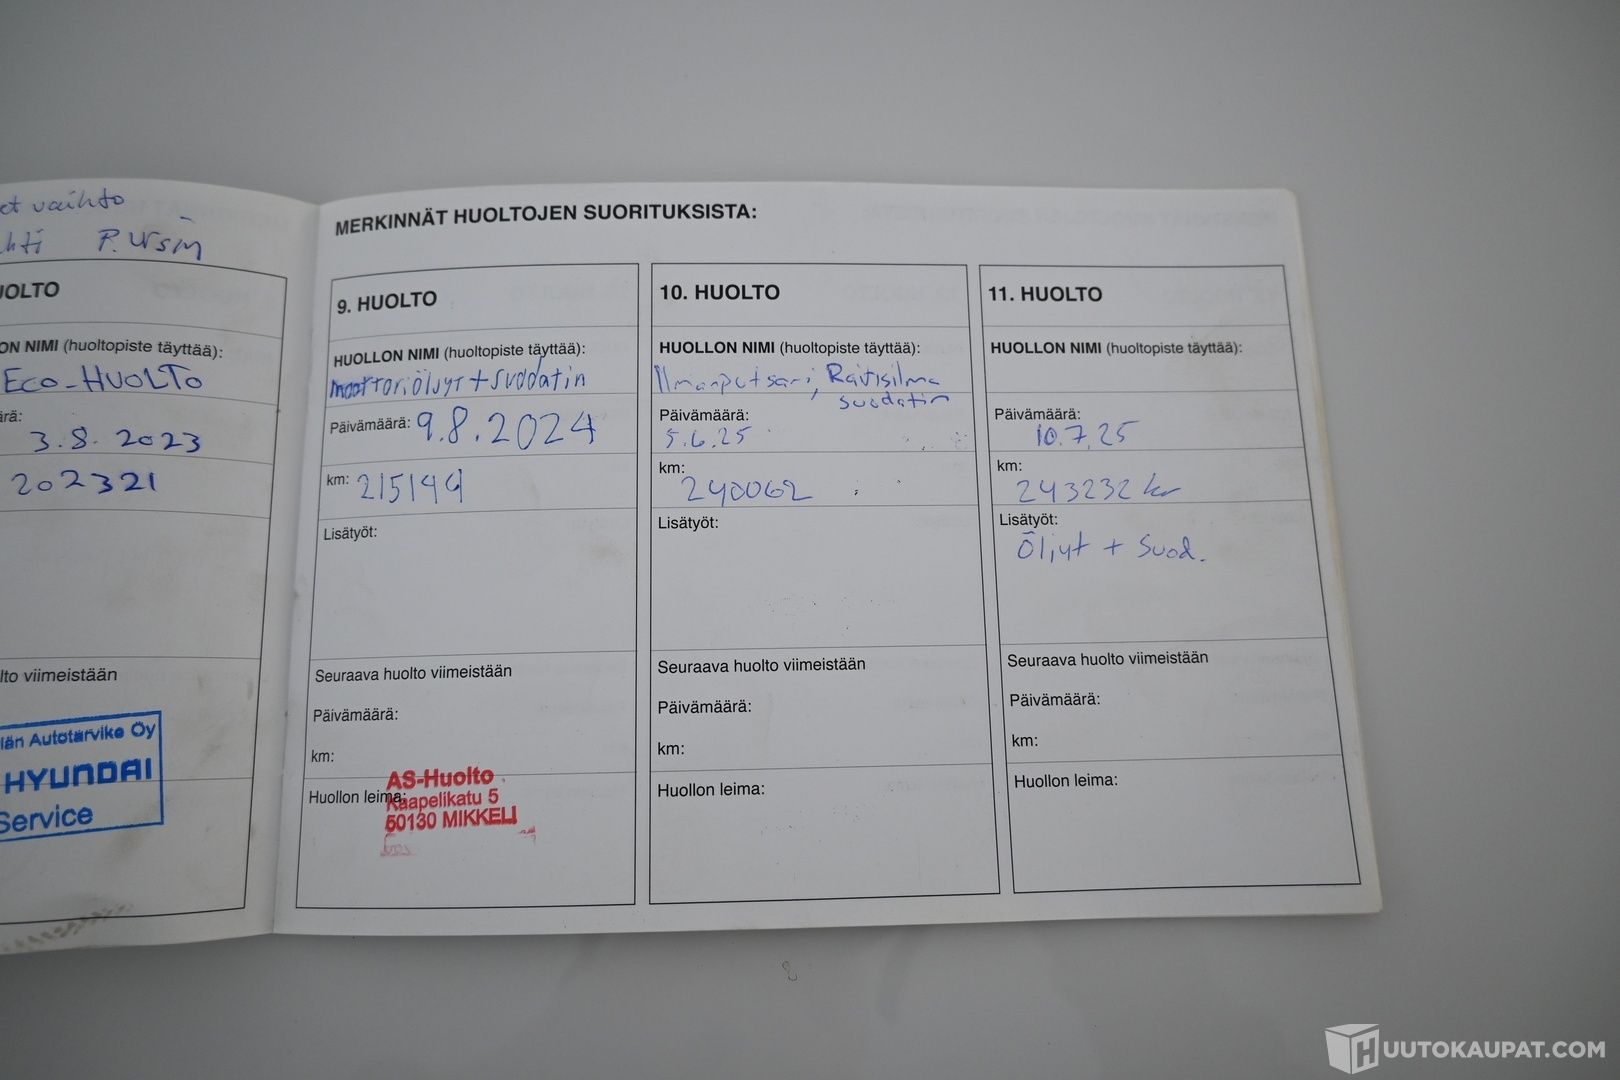 et vaihto
hti P. Ursin
UOLTO
ON NIMI (huoltopiste täyttää):
ECO-HUOLTO
ärä:
3.8.2023
202321
lto viimeistään
län Autotarvike Oy
HYUNDAI
Service
MERKINNÄT HUOLTOJEN SUORITUKSISTA:
9. HUOLTO
HUOLLON NIMI (huoltopiste täyttää):
moottoriöljyt + suodatin
Päivämäärä: 9.8.2024
km: 215144
Lisätyöt:
Seuraava huolto viimeistään
Päivämäärä:
km:
Huollon leima:
AS-Huolto
Kaapelikatu 5
50130 MIKKELI
10. HUOLTO
HUOLLON NIMI (huoltopiste täyttää):
Ilmanputsari, Raitisilma
suodatin
Päivämäärä:
5.6.25
km:
240062
Lisätyöt:
Seuraava huolto viimeistään
Päivämäärä:
km:
Huollon leima:
11. HUOLTO
HUOLLON NIMI (huoltopiste täyttää):
Päivämäärä:
10.7.25
km:
243232 km
Lisätyöt:
Öljyt + Suod.
Seuraava huolto viimeistään
Päivämäärä:
km:
Huollon leima:
HUUTOKAUPAT.COM